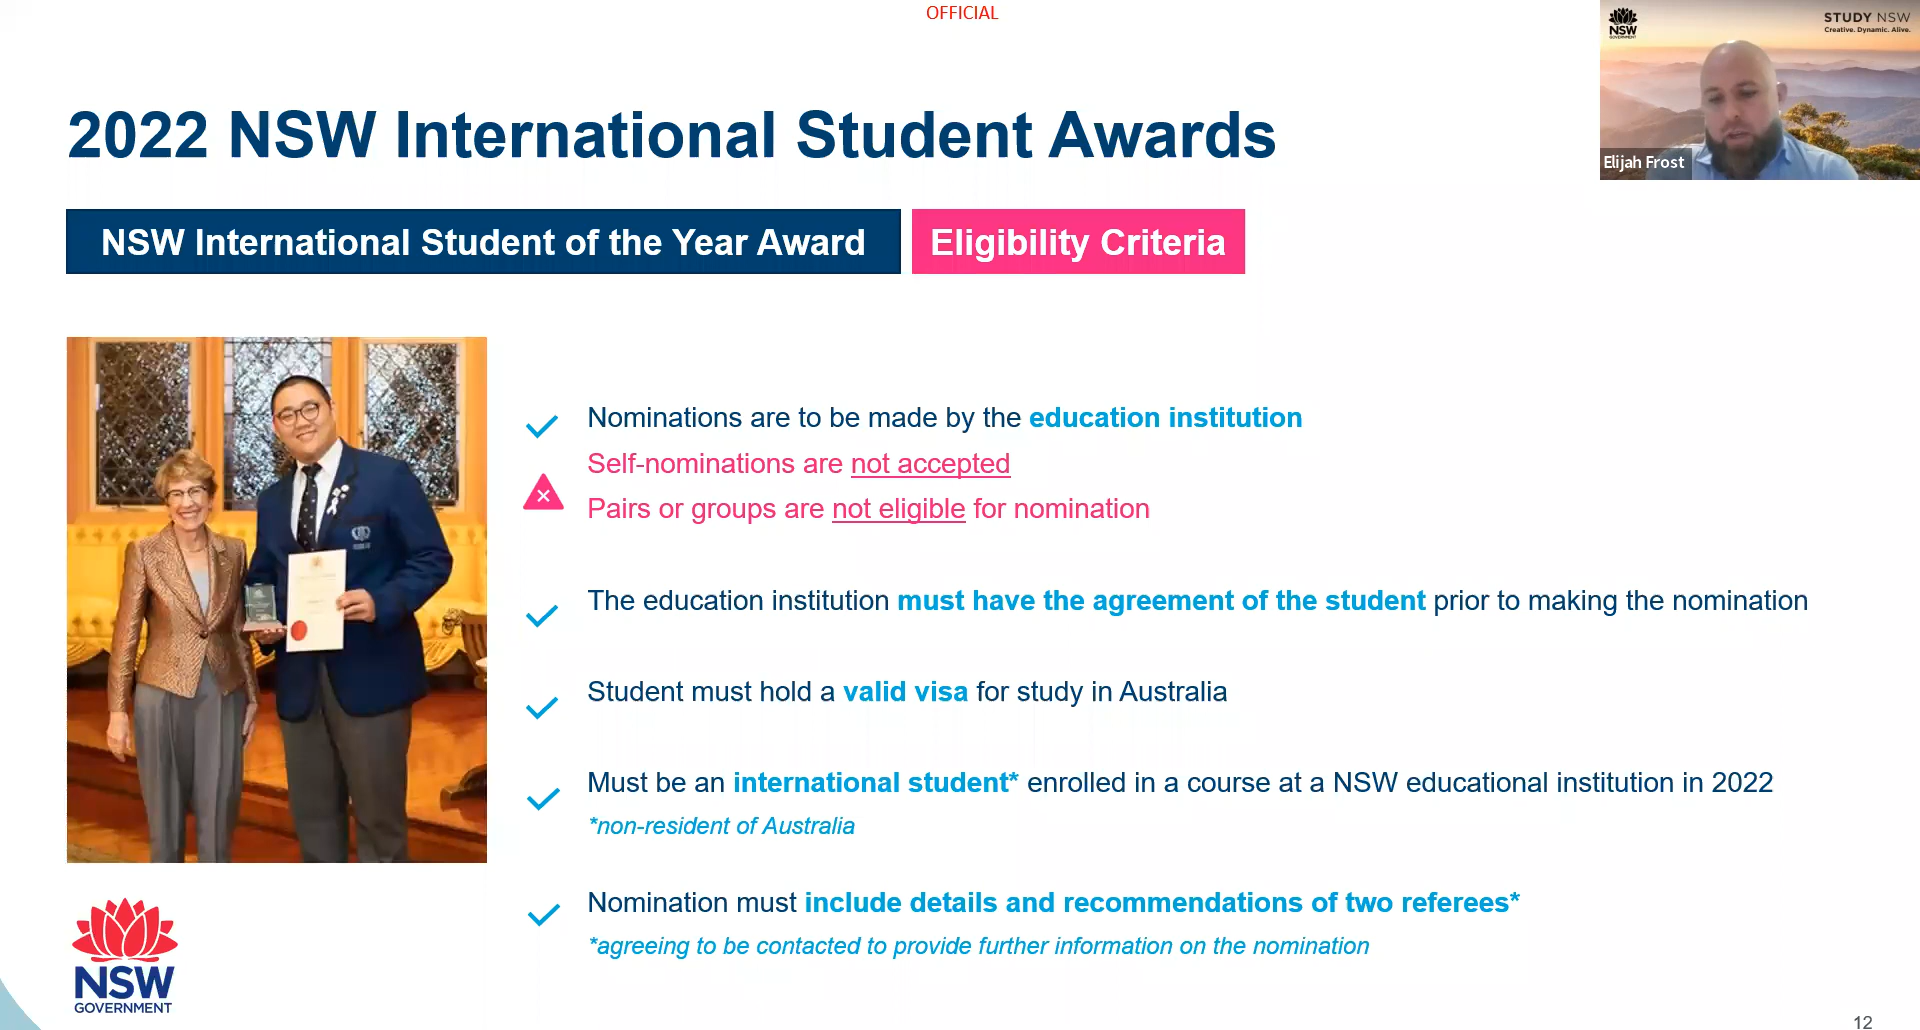 OFFICIAL
NSW
GOVERNMENT
STUDY NSW
Creative. Dynamic. Alive.
Elijah Frost
2022 NSW International Student Awards
NSW International Student of the Year Award
Eligibility Criteria
Nominations are to be made by the education institution
Self-nominations are not accepted
Pairs or groups are not eligible for nomination
The education institution must have the agreement of the student prior to making the nomination
Student must hold a valid visa for study in Australia
Must be an international student* enrolled in a course at a NSW educational institution in 2022
*non-resident of Australia
Nomination must include details and recommendations of two referees*
*agreeing to be contacted to provide further information on the nomination
NSW
GOVERNMENT
12